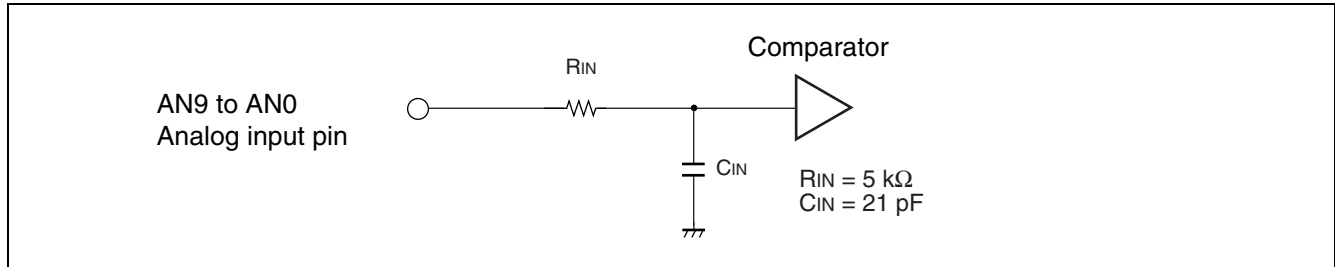 Comparator
RIN
AN9 to AN0
Analog input pin
CIN
RIN = 5 kΩ
CIN = 21 pF